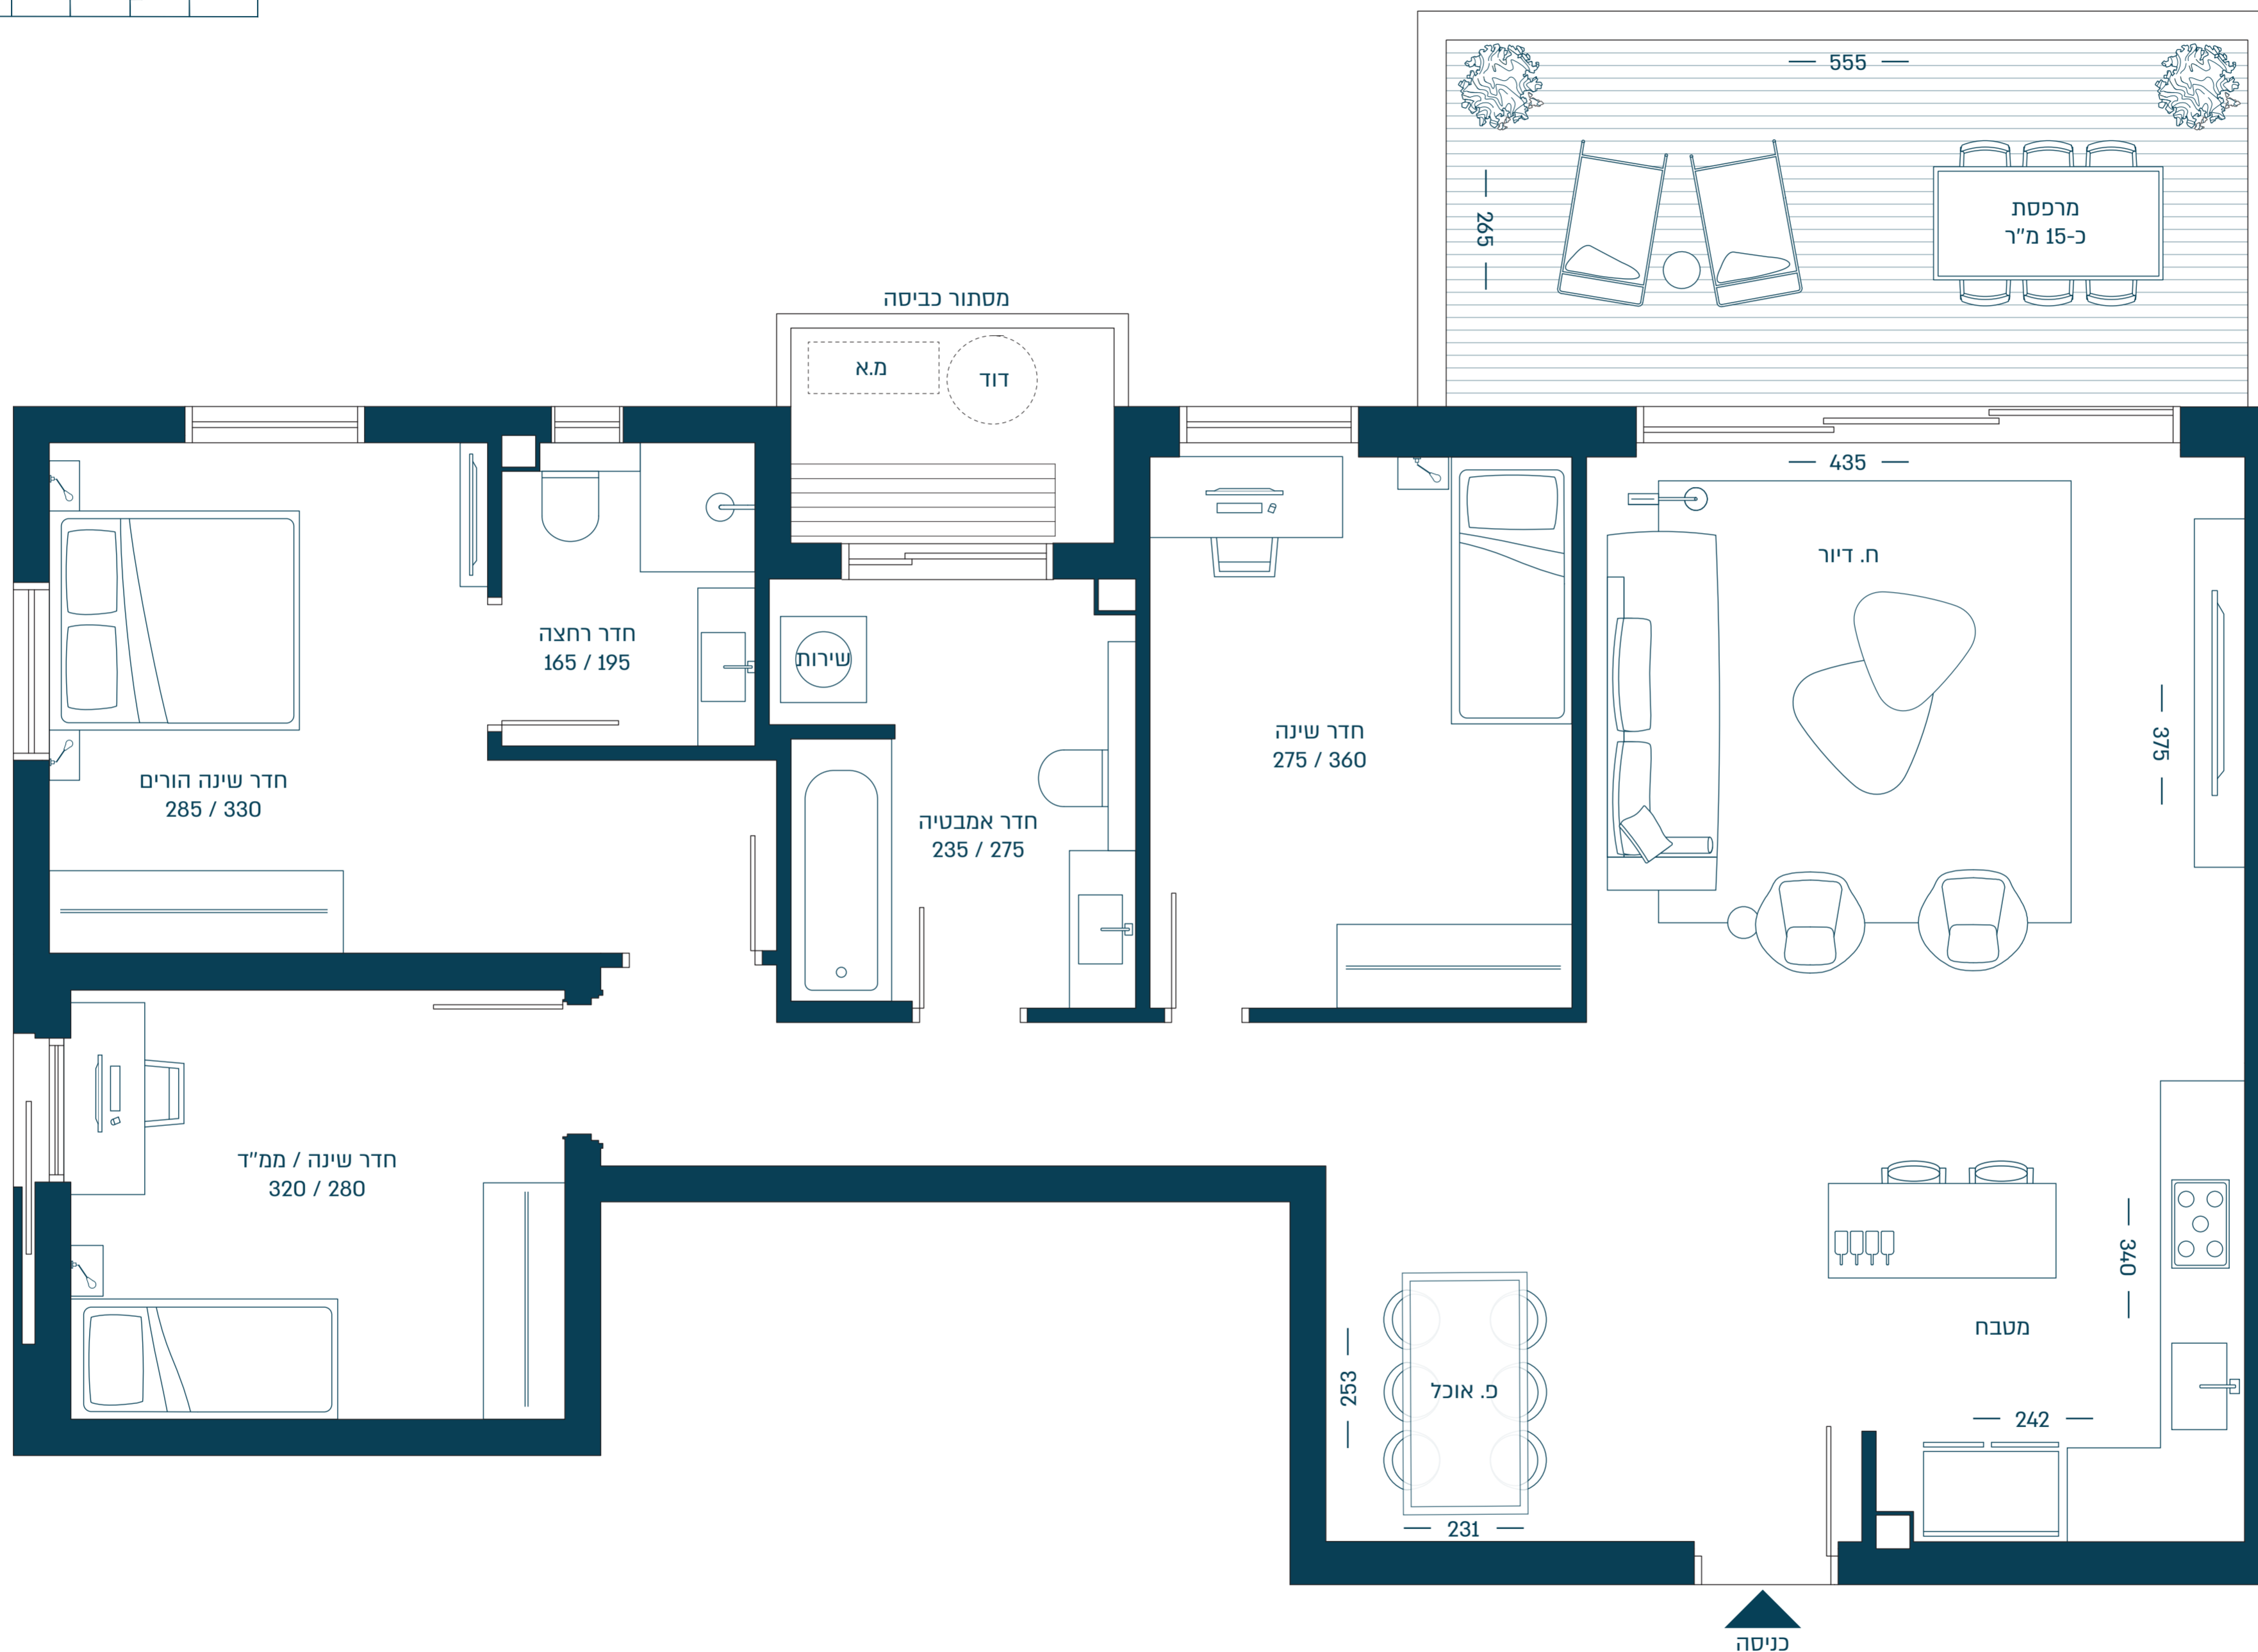 555
265
מרפסת
כ-15 מ"ר
מסתור כביסה
מ.א
דוד
435
ח. דיור
375
חדר רחצה
165 / 195
שירות
חדר שינה
275 / 360
חדר שינה הורים
285 / 330
חדר אמבטיה
235 / 275
חדר שינה / ממ"ד
320 / 280
340
מטבח
253
פ. אוכל
242
231
כניסה